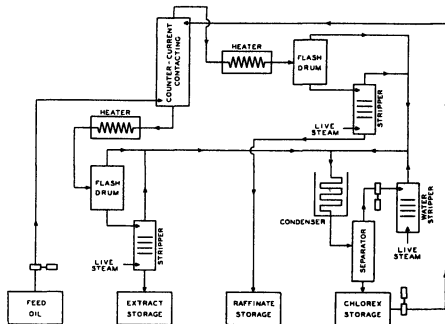 COUNTER-CURRENT
CONTACTING
HEATER
FLASH
DRUM
STRIPPER
LIVE
STEAM
HEATER
FLASH
DRUM
STRIPPER
LIVE
STEAM
CONDENSER
SEPARATOR
WATER
STRIPPER
LIVE
STEAM
FEED
OIL
EXTRACT
STORAGE
RAFFINATE
STORAGE
CHLOREX
STORAGE